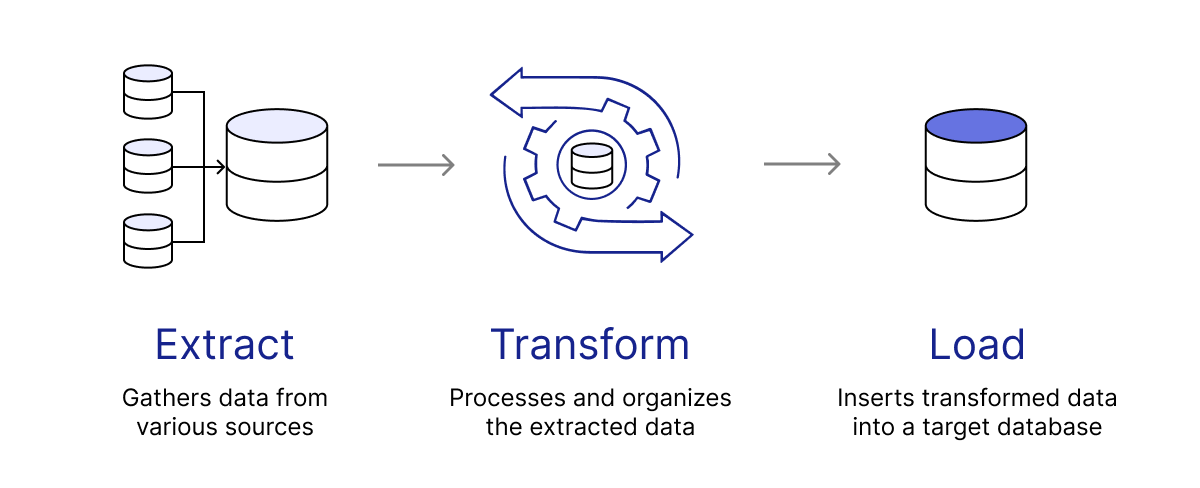 Extract
Gathers data from
various sources
Transform
Processes and organizes
the extracted data
Load
Inserts transformed data
into a target database